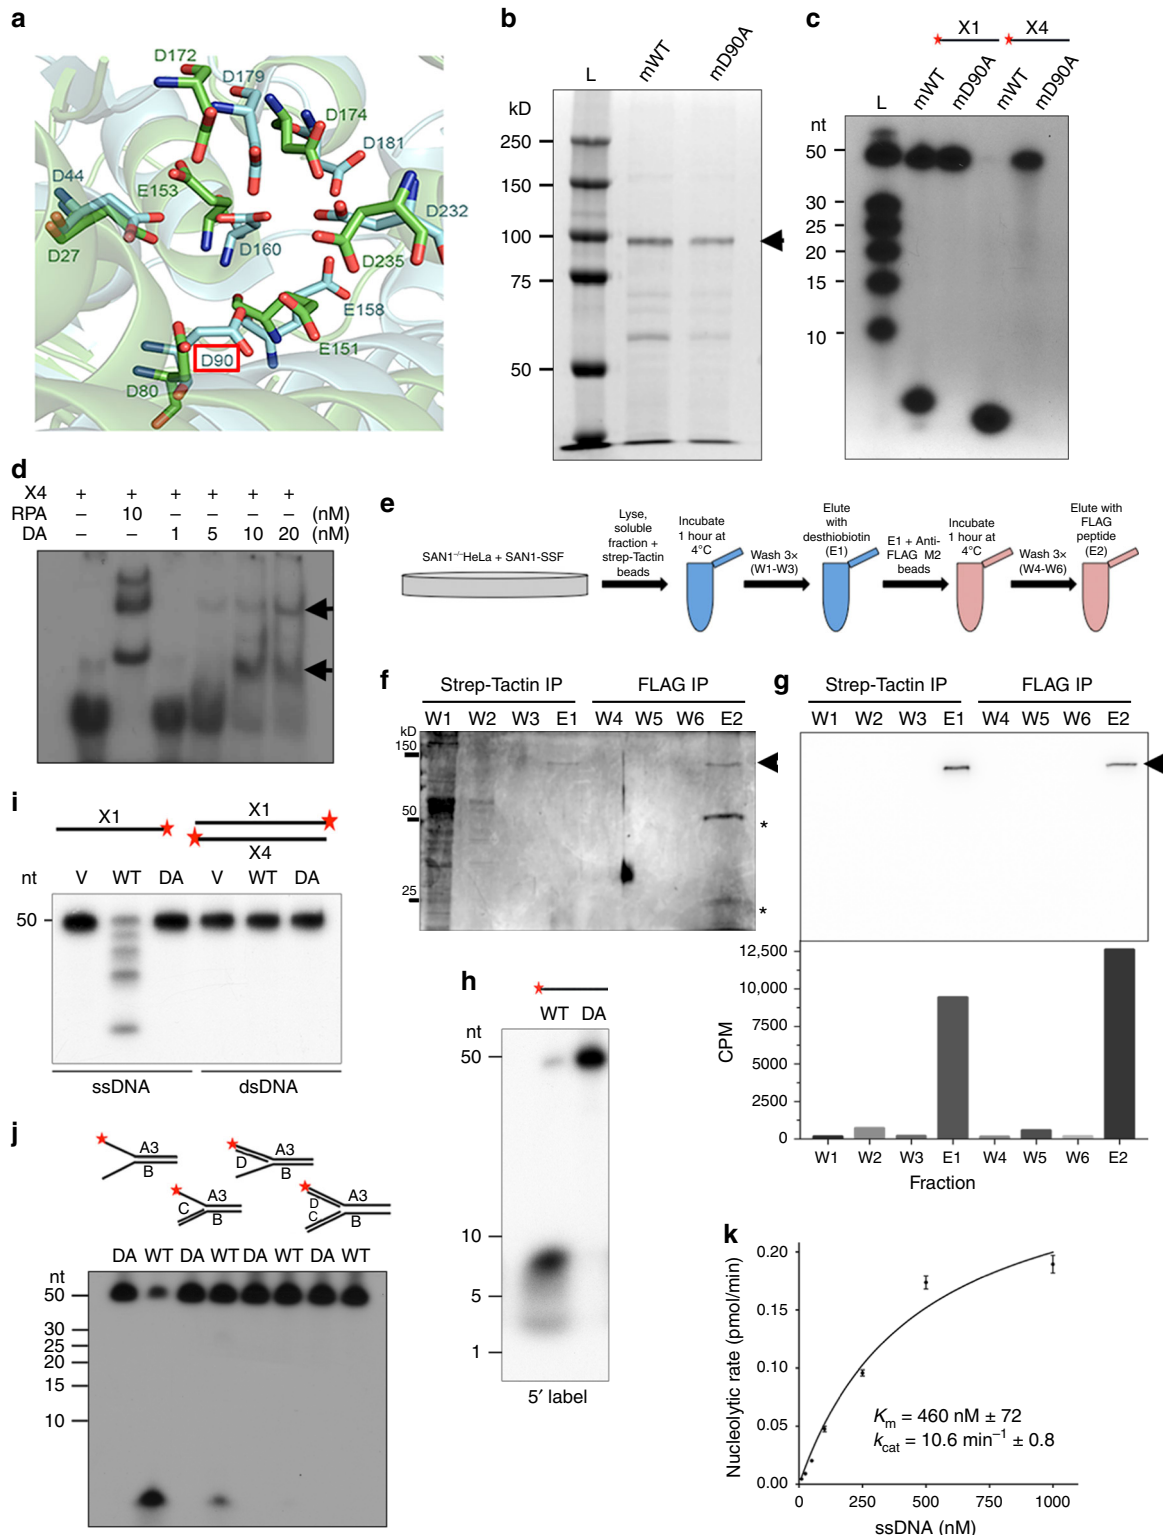 a
D172
D179
D174
D181
D44
E153
D232
D27
D160
D235
E158
E151
D90
D80
b
L
mWT
mD90A
kD
250
150
100
75
50
c
X1
X4
L
mWT
mD90A
mWT
mD90A
nt
50
30
25
20
15
10
d
X4 + + + + + +
RPA – 10 – – – – (nM)
DA – – 1 5 10 20 (nM)
e
SAN1–/–HeLa + SAN1-SSF
Lyse,
soluble
fraction +
strep-Tactin
beads
Incubate
1 hour at
4°C
Wash 3×
(W1-W3)
Elute
with
desthiobiotin
(E1)
E1 + Anti-
FLAG M2
beads
Incubate
1 hour at
4°C
Wash 3×
(W4-W6)
Elute with
FLAG
peptide
(E2)
f
Strep-Tactin IP
FLAG IP
W1 W2 W3 E1 W4 W5 W6 E2
kD
150
50
25
*
*
g
Strep-Tactin IP
FLAG IP
W1 W2 W3 E1 W4 W5 W6 E2
12,500
10,000
7500
5000
2500
0
CPM
W1 W2 W3 E1 W4 W5 W6 E2
Fraction
h
WT DA
nt
50
10
5
1
5′ label
i
X1
X1
X4
nt V WT DA V WT DA
50
ssDNA
dsDNA
j
A3
B
D
A3
B
C
A3
B
D
C
A3
B
DA WT DA WT DA WT DA WT
nt
50
30
25
20
15
10
k
Nucleolytic rate (pmol/min)
0.20
0.15
0.10
0.05
0.00
Km = 460 nM ± 72
kcat = 10.6 min–1 ± 0.8
0 250 500 750 1000
ssDNA (nM)